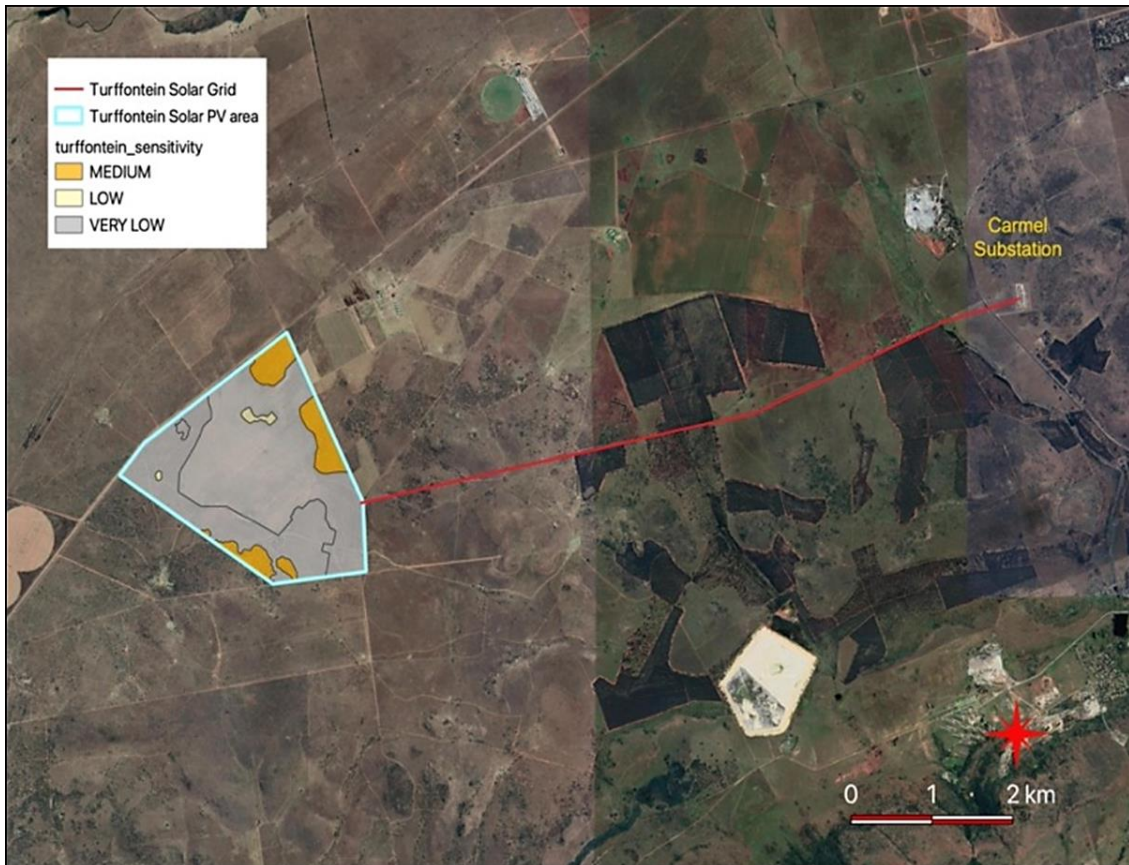 Turffontein Solar Grid
Turffontein Solar PV area
turffontein_sensitivity
MEDIUM
LOW
VERY LOW
Carmel
Substation
0 1 2 km